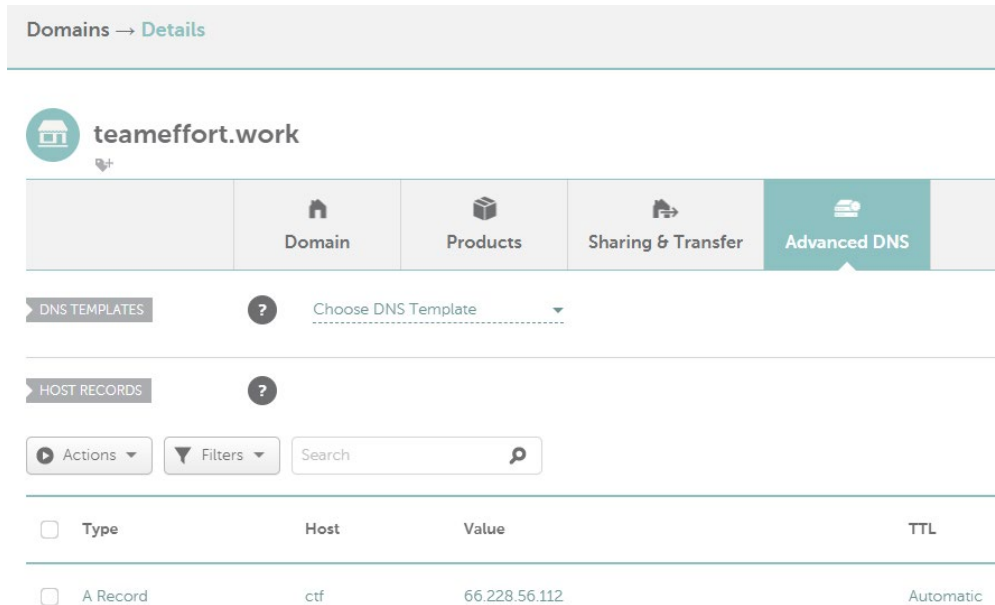 Domains → Details
teameffort.work
Domain Products Sharing & Transfer Advanced DNS
DNS TEMPLATES ? Choose DNS Template
HOST RECORDS ?
Actions Filters Search
Type Host Value TTL
A Record ctf 66.228.56.112 Automatic